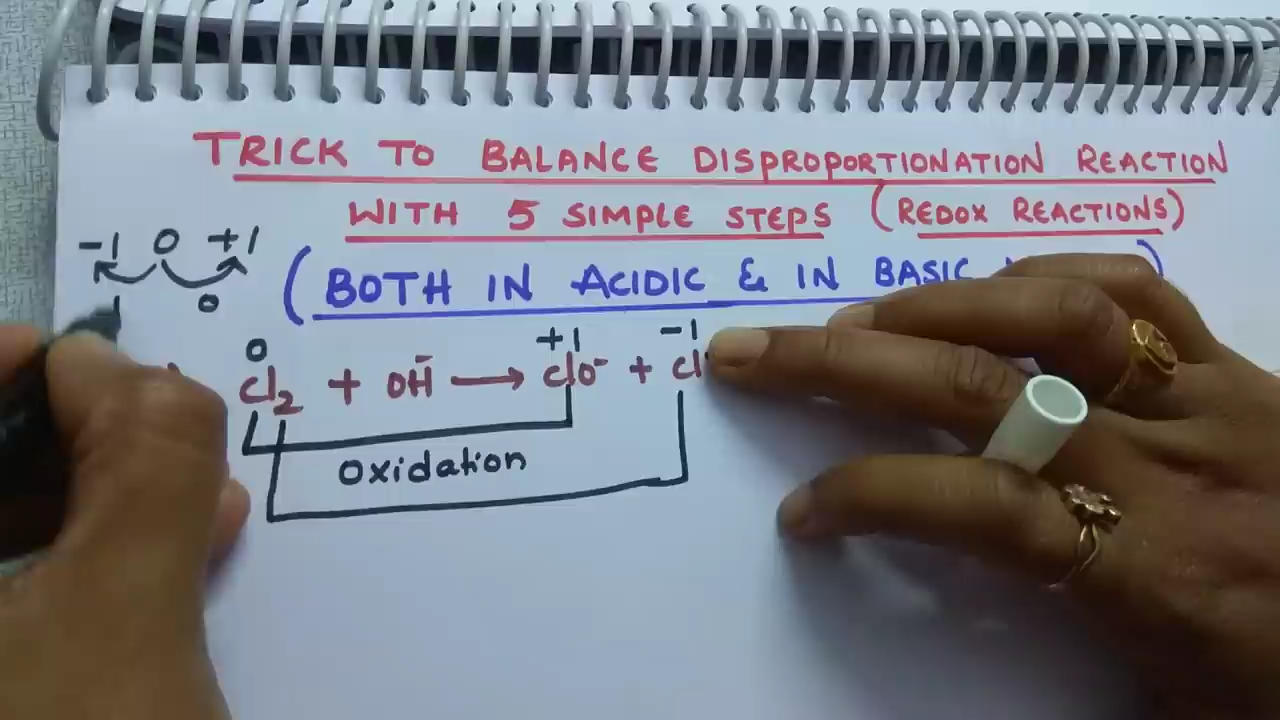 TRICK TO BALANCE DISPROPORTIONATION REACTION
WITH 5 SIMPLE STEPS (REDOX REACTIONS)
(BOTH IN ACIDIC & IN BASIC )
-1 0 +1
0
0 +1 -1
Cl₂ + OH⁻ → ClO⁻ + Cl
Oxidation